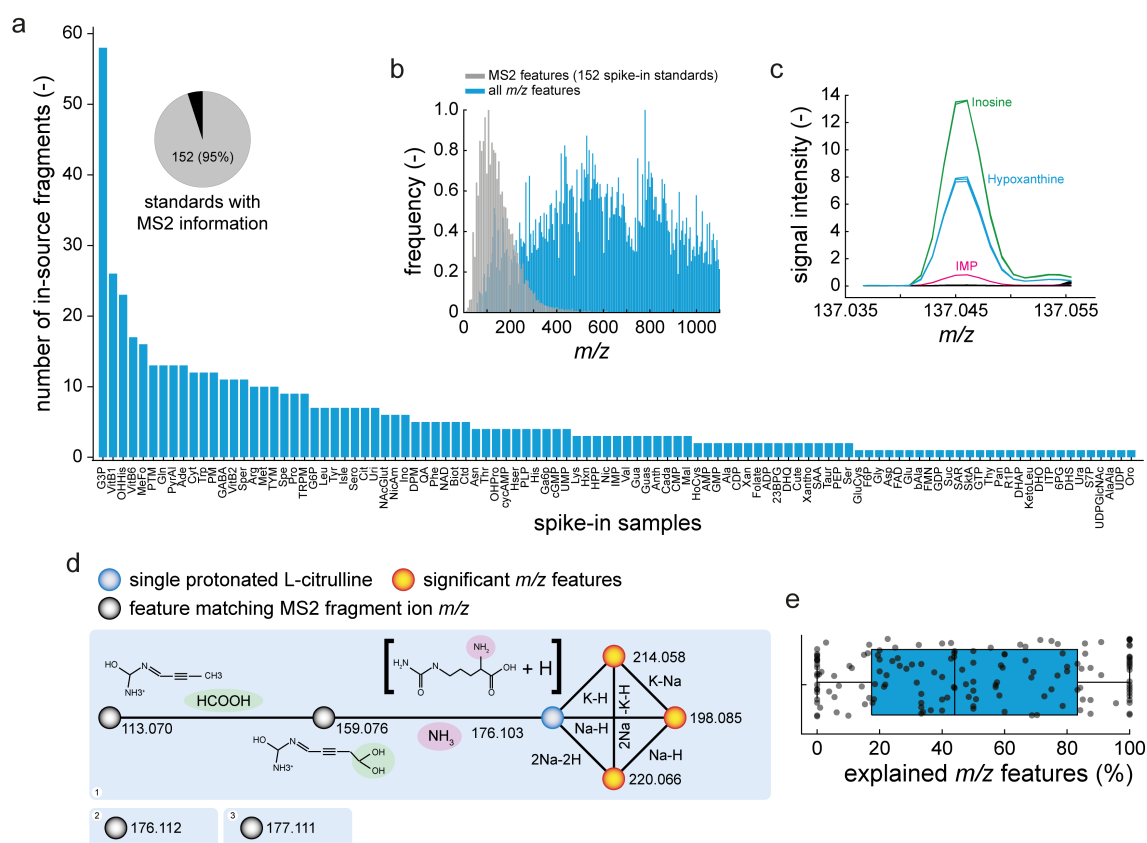 a
number of in-source fragments (-)
60
50
40
30
20
10
0
152 (95%)
standards with
MS2 information
G3P VitB1 OHHis VitB6 MeFo PTM Gln PyrAl Ade Cyt Trp PM GABA VitB2 Sper Arg Met TYM Spe Pro TRPM G6P Leu Tyr Isle Sero Cit Uri NAcGlut NicAm Ino DPM QA Phe NAD Biot Ctd Asn Thr OHPro cycAMP Hser PLP His Ga6p cGMP UMP Lys HxPP Nic IMP Val Gua Guas Anth Cada CMP Mal HoCys AMP GMP Ala CDP Xan Folate ADP 23BPG DHQ Cute Xantho SAA Taur PEP Ser GluCys F6P Gly Asp FAD Glu bAla FMN GDP Suc SAR SktA GTP Thy Pan R1P DHAP KetoLeu DHO ITP 6PG DHS Ura S7P UDPGlcNAc AlaAla UDP Oro
spike-in samples
b
MS2 features (152 spike-in standards)
all m/z features
frequency (-)
1.0
0.8
0.6
0.4
0.2
0
0 200 400 600 800 1000
m/z
c
signal intensity (-)
14
12
10
8
6
4
2
0
Inosine
Hypoxanthine
IMP
137.035 137.045 137.055
m/z
d
single protonated L-citrulline
significant m/z features
feature matching MS2 fragment ion m/z
HO N CH3
NH3+
HCOOH
113.070
159.076
HO N OH
NH3+ OH
NH3
176.103
[ H2N N NH2 OH O O + H ]
214.058
K-H
K-Na
2Na-K-H
198.085
Na-H
2Na-2H
Na-H
220.066
1
2
176.112
3
177.111
e
0 20 40 60 80 100
explained m/z features (%)